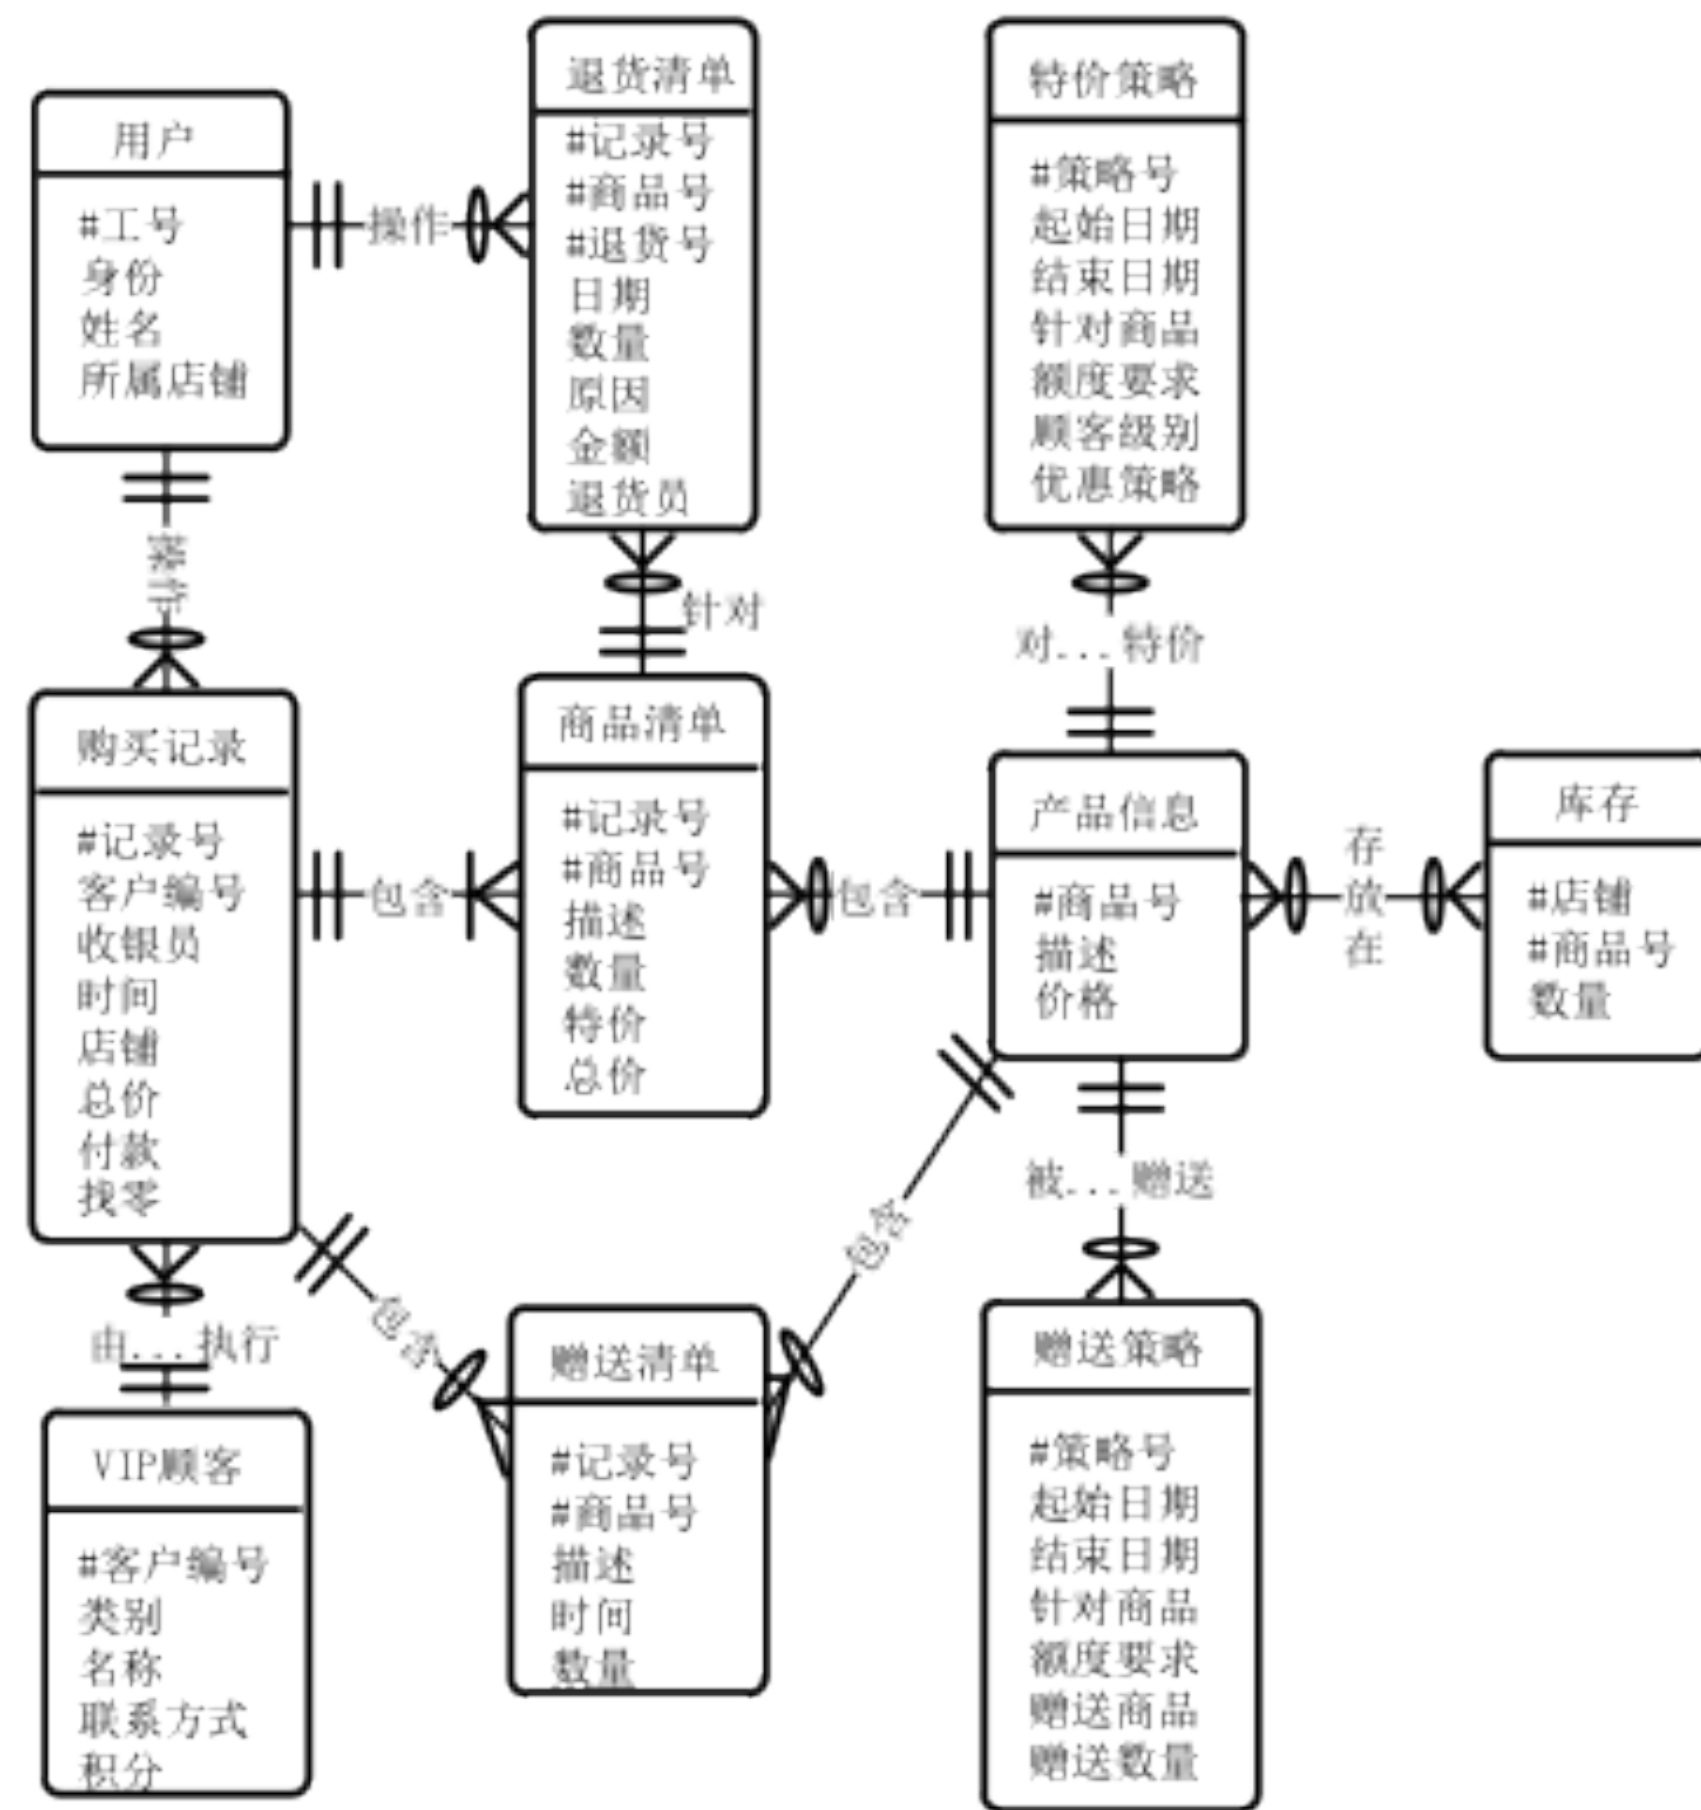 用户
#工号
身份
姓名
所属店铺
操作
退货清单
#记录号
#商品号
#退货号
日期
数量
原因
金额
退货员
特价策略
#策略号
起始日期
结束日期
针对商品
额度要求
顾客级别
优惠策略
操作
针对
对...特价
购买记录
#记录号
客户编号
收银员
时间
店铺
总价
付款
找零
包含
商品清单
#记录号
#商品号
描述
数量
特价
总价
包含
产品信息
#商品号
描述
价格
存放在
库存
#店铺
#商品号
数量
由...执行
包含
包含
被...赠送
VIP顾客
#客户编号
类别
名称
联系方式
积分
赠送清单
#记录号
#商品号
描述
时间
数量
赠送策略
#策略号
起始日期
结束日期
针对商品
额度要求
赠送商品
赠送数量